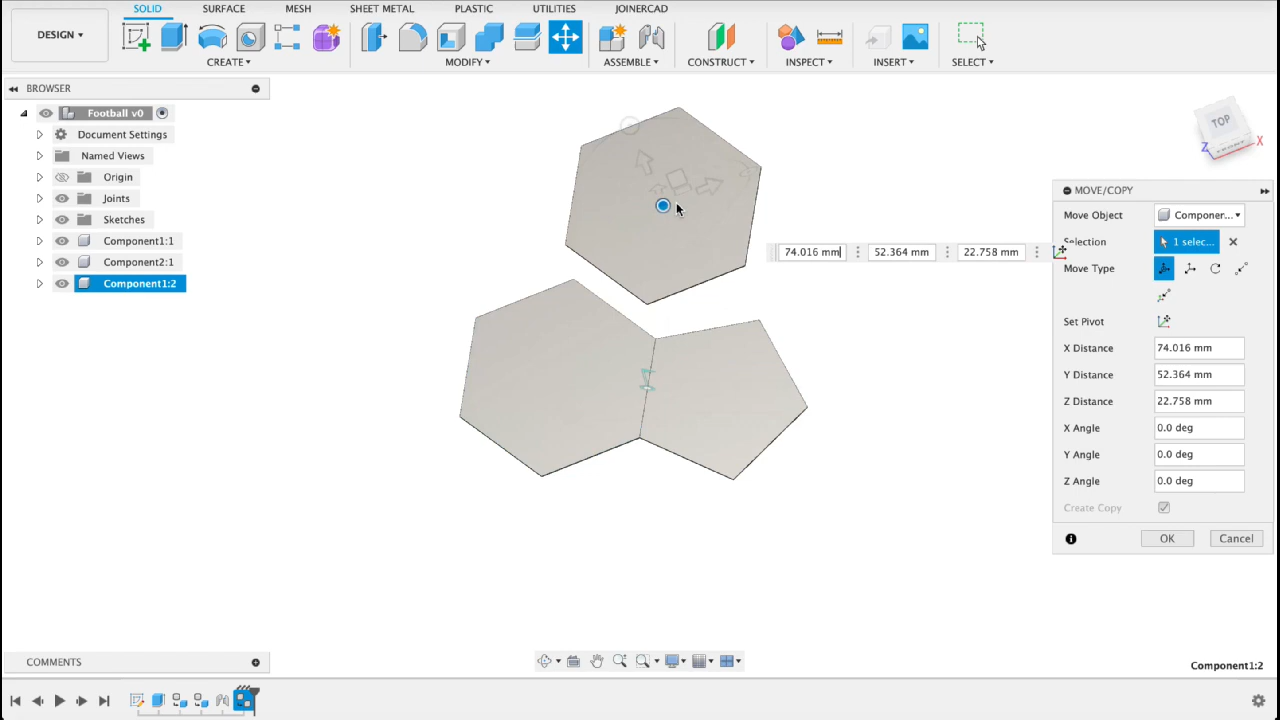 SOLID SURFACE MESH SHEET METAL PLASTIC UTILITIES JOINERCAD
DESIGN
CREATE MODIFY ASSEMBLE CONSTRUCT INSPECT INSERT SELECT
BROWSER
Football v0
Document Settings
Named Views
Origin
Joints
Sketches
Component1:1
Component2:1
Component1:2
74.016 mm 52.364 mm 22.758 mm
TOP
Z X
MOVE/COPY
Move Object Componer...
Selection 1 selec...
Move Type
Set Pivot
X Distance 74.016 mm
Y Distance 52.364 mm
Z Distance 22.758 mm
X Angle 0.0 deg
Y Angle 0.0 deg
Z Angle 0.0 deg
Create Copy
OK Cancel
COMMENTS
Component1:2